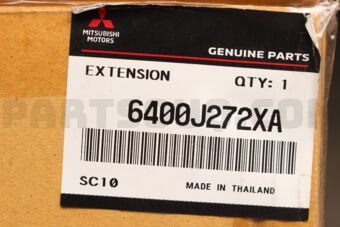 MITSUBISHI
MOTORS
GENUINE PARTS
EXTENSION QTY: 1
6400J272XA
SC10 MADE IN THAILAND